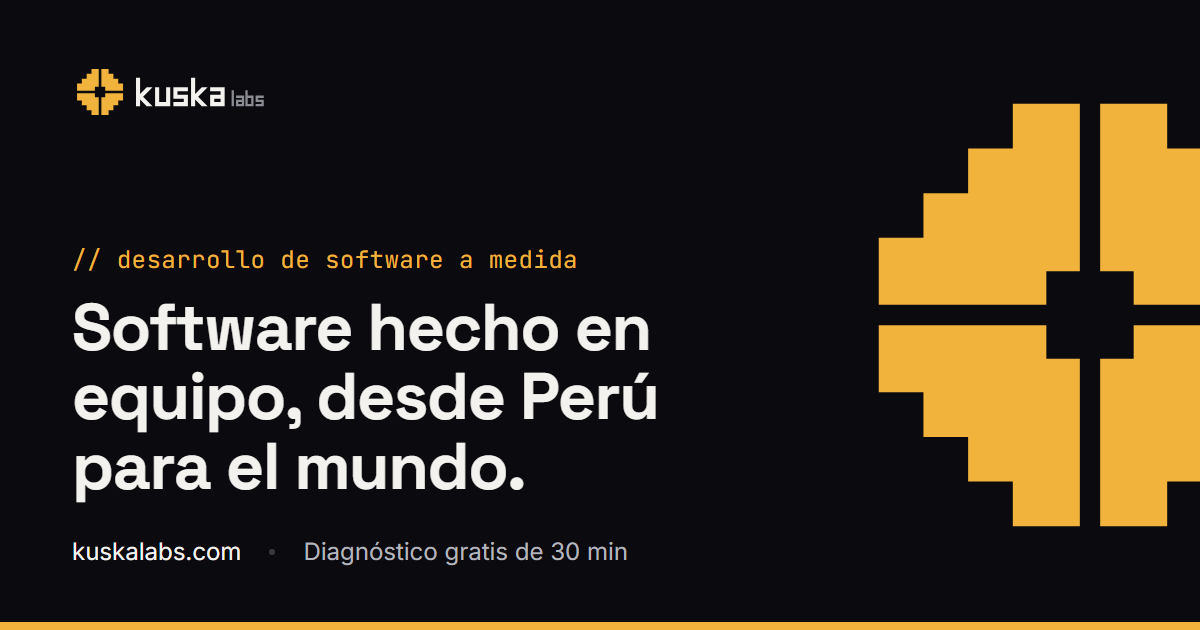 kuska labs
// desarrollo de software a medida
Software hecho en
equipo, desde Perú
para el mundo.
kuskalabs.com • Diagnóstico gratis de 30 min